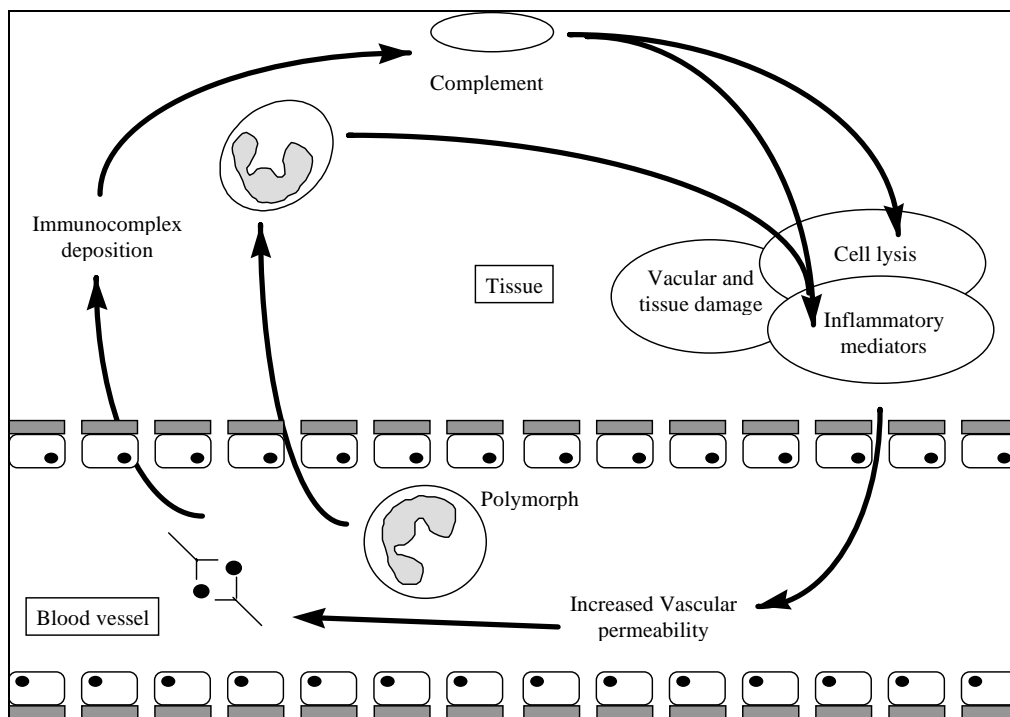 Complement
Immunocomplex
deposition
Cell lysis
Tissue
Vacular and
tissue damage
Inflammatory
mediators
Polymorph
Blood vessel
Increased Vascular
permeability